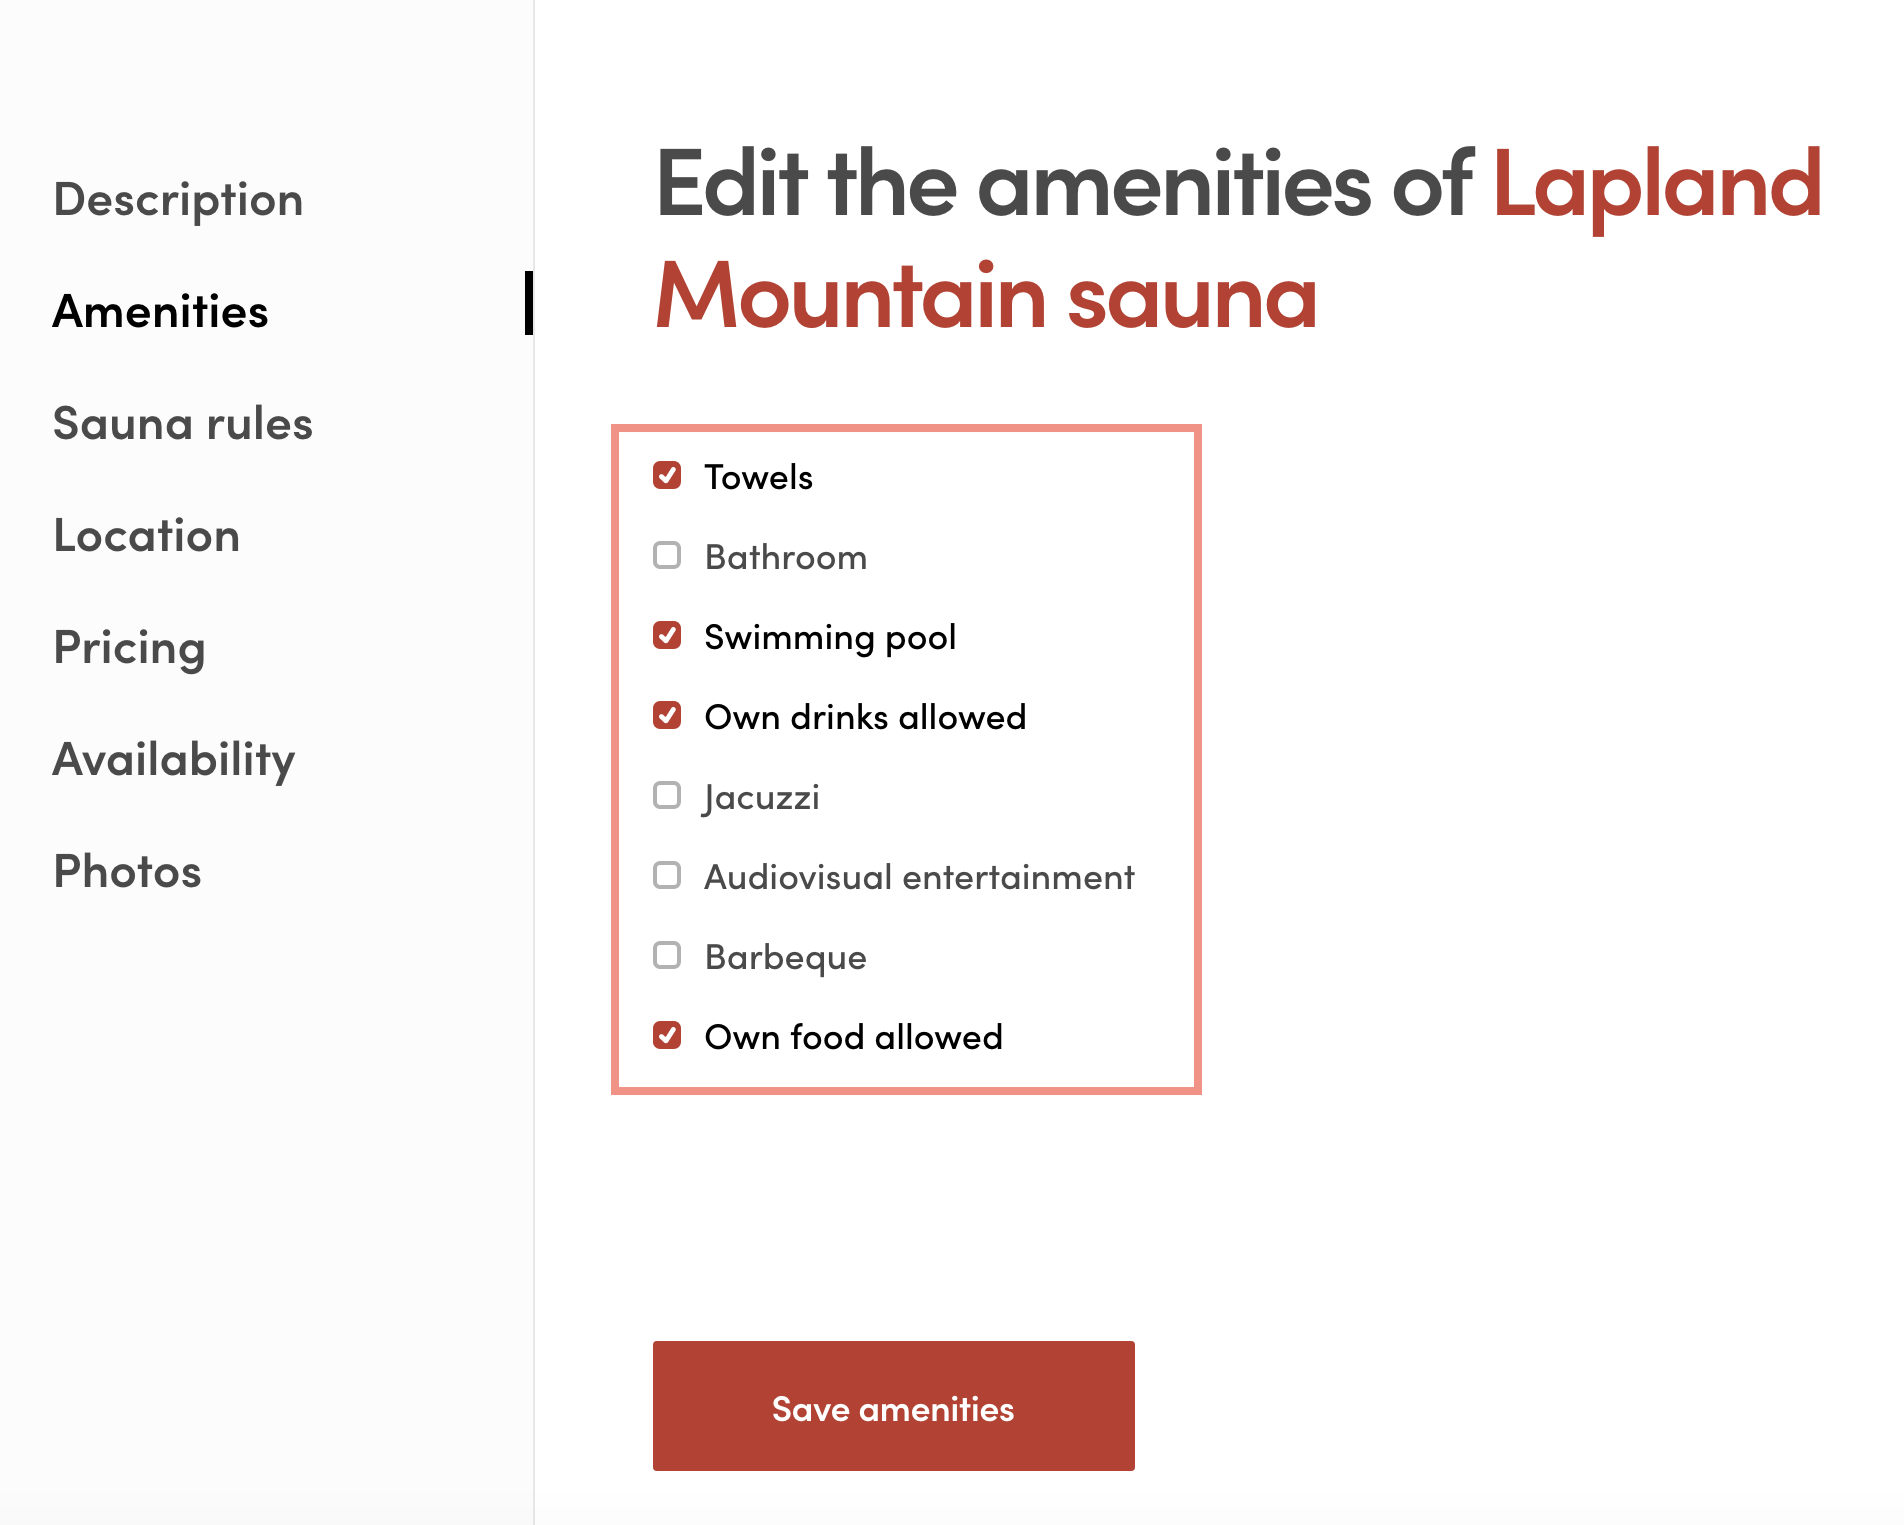 Description
Amenities
Sauna rules
Location
Pricing
Availability
Photos
Edit the amenities of Lapland
Mountain sauna
Towels
Bathroom
Swimming pool
Own drinks allowed
Jacuzzi
Audiovisual entertainment
Barbeque
Own food allowed
Save amenities